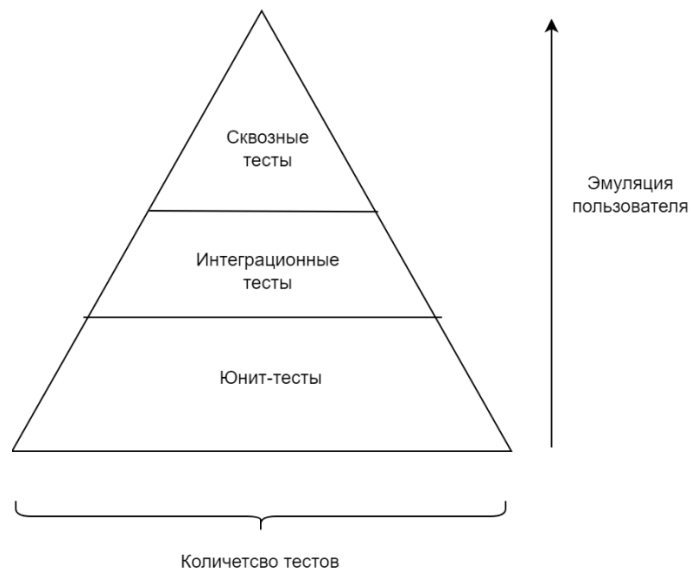 Сквозные
тесты
Эмуляция
пользователя
Интеграционные
тесты
Юнит-тесты
Количетсво тестов